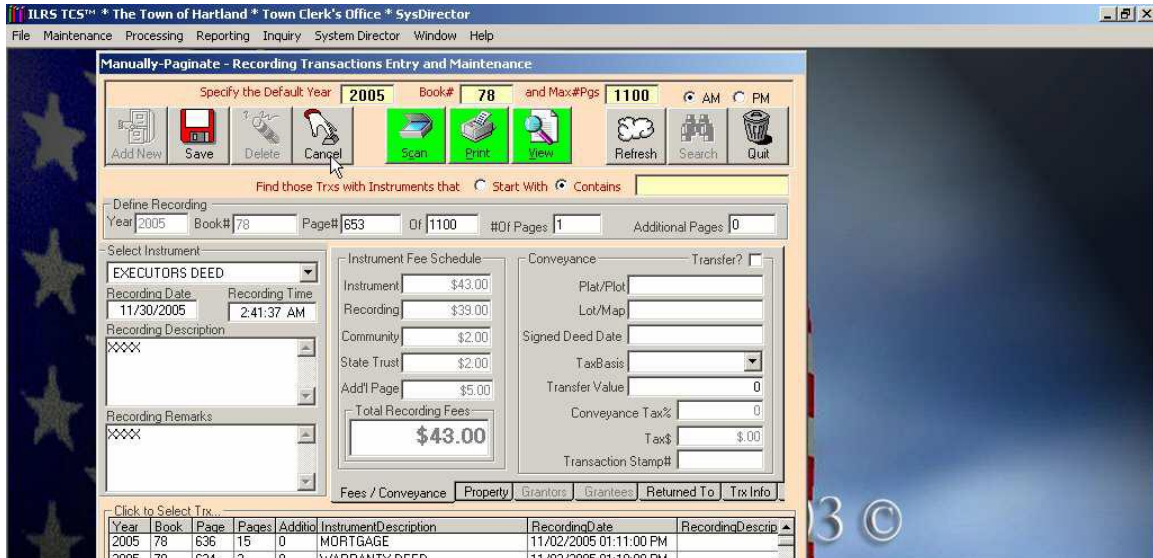 ILRS TCS™ * The Town of Hartland * Town Clerk's Office * SysDirector
File Maintenance Processing Reporting Inquiry System Director Window Help
Manually-Paginate - Recording Transactions Entry and Maintenance
Specify the Default Year 2005 Book# 78 and Max#Pgs 1100 AM PM
Add New Save Delete Cancel Scan Print View Refresh Search Quit
Find those Trxs with Instruments that Start With Contains
Define Recording
Year 2005 Book# 78 Page# 653 Of 1100 #Of Pages 1 Additional Pages 0
Select Instrument
EXECUTORS DEED
Recording Date Recording Time
11/30/2005 2:41:37 AM
Recording Description
XXXX
Recording Remarks
XXXX
Instrument Fee Schedule
Instrument $43.00
Recording $39.00
Community $2.00
State Trust $2.00
Add'l Page $5.00
Total Recording Fees
$43.00
Conveyance Transfer?
Plat/Plot
Lot/Map
Signed Deed Date
TaxBasis
Transfer Value 0
Conveyance Tax% 0
Tax$ $.00
Transaction Stamp#
Fees / Conveyance Property Grantors Grantees Returned To Trx Info
Click to Select Trx...
Year Book Page Pages Additio InstrumentDescription RecordingDate RecordingDescrip
2005 78 636 15 0 MORTGAGE 11/02/2005 01:11:00 PM
03 ©